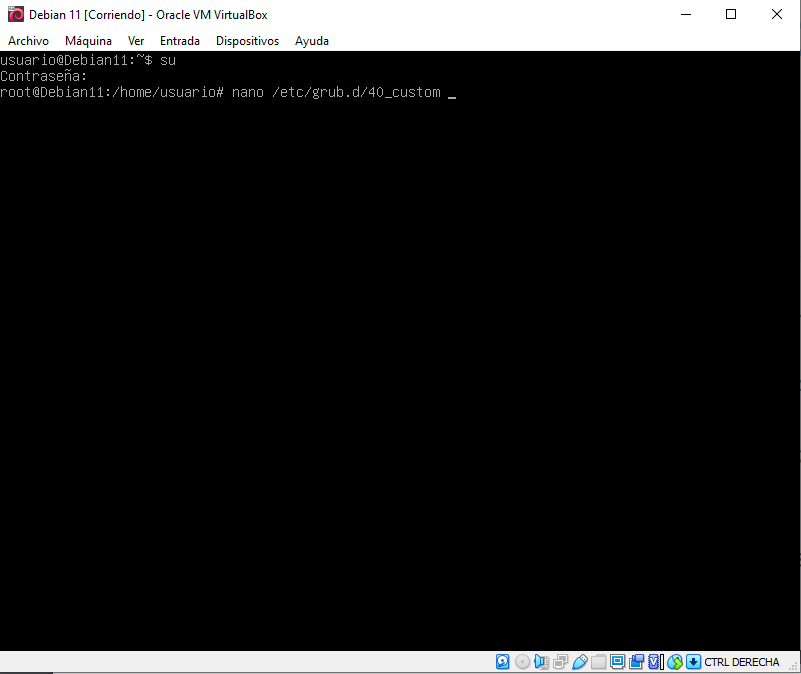 Debian 11 [Corriendo] - Oracle VM VirtualBox
Archivo Máquina Ver Entrada Dispositivos Ayuda
usuario@Debian11:~$ su
Contraseña:
root@Debian11:/home/usuario# nano /etc/grub.d/40_custom _
CTRL DERECHA